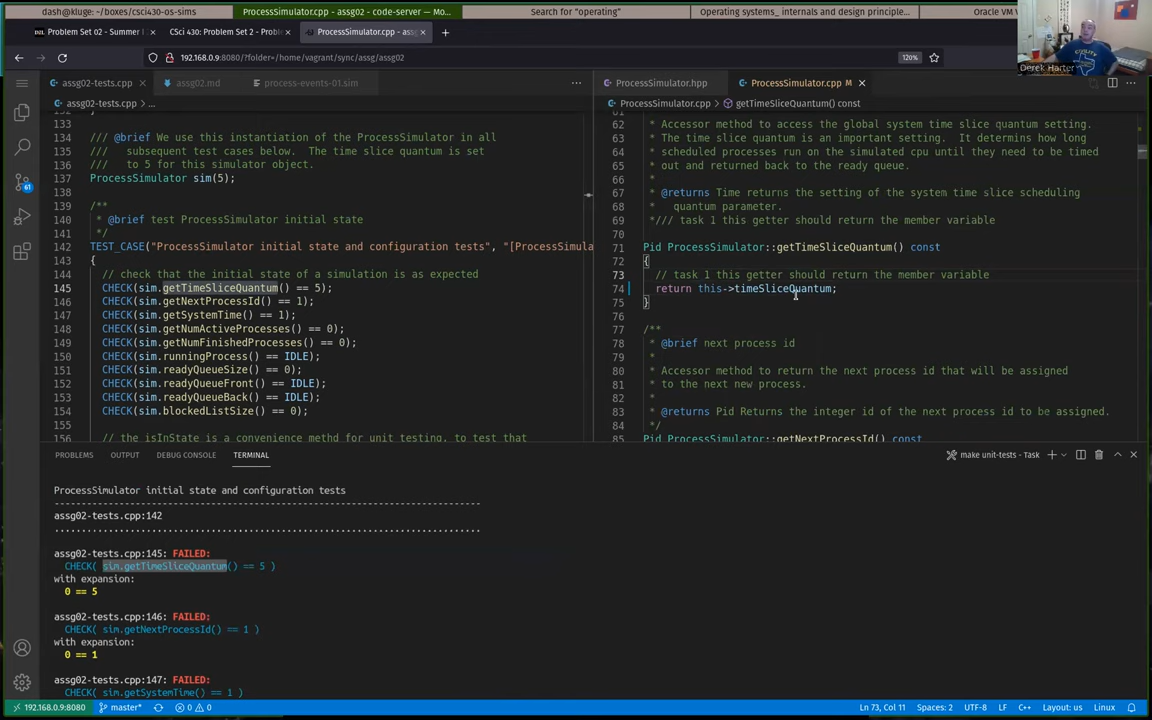 dash@kluge: ~/boxes/csci430-os-sims
ProcessSimulator.cpp - assg02 - code-server — Mo...
Search for "operating"
Operating systems_ internals and design principle...
Oracle VM V
Problem Set 02 - Summer I
CSci 430: Problem Set 2 - Proble
ProcessSimulator.cpp - assg
192.168.0.9:8080/?folder=/home/vagrant/sync/assg/assg02
120%
Derek Harter
assg02-tests.cpp
assg02.md
process-events-01.sim
assg02-tests.cpp > ...
133
134 /// @brief We use this instantiation of the ProcessSimulator in all
135 /// subsequent test cases below. The time slice quantum is set
136 /// to 5 for this simulator object.
137 ProcessSimulator sim(5);
138
139 /**
140 * @brief test ProcessSimulator initial state
141 */
142 TEST_CASE("ProcessSimulator initial state and configuration tests", "[ProcessSimula
143 {
144 // check that the initial state of a simulation is as expected
145 CHECK(sim.getTimeSliceQuantum() == 5);
146 CHECK(sim.getNextProcessId() == 1);
147 CHECK(sim.getSystemTime() == 1);
148 CHECK(sim.getNumActiveProcesses() == 0);
149 CHECK(sim.getNumFinishedProcesses() == 0);
150 CHECK(sim.runningProcess() == IDLE);
151 CHECK(sim.readyQueueSize() == 0);
152 CHECK(sim.readyQueueFront() == IDLE);
153 CHECK(sim.readyQueueBack() == IDLE);
154 CHECK(sim.blockedListSize() == 0);
155
156 // the isInState is a convenience methd for unit testing, to test that
ProcessSimulator.hpp
ProcessSimulator.cpp M
ProcessSimulator.cpp > getTimeSliceQuantum() const
61
62 * Accessor method to access the global system time slice quantum setting.
63 * The time quantum is an important setting. It determines how long
64 * scheduled processes run on the simulated cpu until they need to be timed
65 * out and returned back to the ready queue.
66 *
67 * @returns Time returns the setting of the system time slice scheduling
68 * quantum parameter.
69 *// task 1 this getter should return the member variable
70
71 Pid ProcessSimulator::getTimeSliceQuantum() const
72 {
73 // task 1 this getter should return the member variable
74 return this->timeSliceQuantum;
75 }
76
77 /**
78 * @brief next process id
79 *
80 * Accessor method to return the next process id that will be assigned
81 * to the next new process.
82 *
83 * @returns Pid Returns the integer id of the next process id to be assigned.
84 */
85 Pid ProcessSimulator::getNextProcessId() const
PROBLEMS
OUTPUT
DEBUG CONSOLE
TERMINAL
make unit-tests - Task
ProcessSimulator initial state and configuration tests
-------------------------------------------------------------------------------
assg02-tests.cpp:142
...............................................................................
assg02-tests.cpp:145: FAILED:
CHECK( sim.getTimeSliceQuantum() == 5 )
with expansion:
0 == 5
assg02-tests.cpp:146: FAILED:
CHECK( sim.getNextProcessId() == 1 )
with expansion:
0 == 1
assg02-tests.cpp:147: FAILED:
CHECK( sim.getSystemTime() == 1 )
61
192.168.0.9:8080
master*
0
0
Ln 73, Col 11
Spaces: 2
UTF-8
LF
C++
Layout: us
Linux